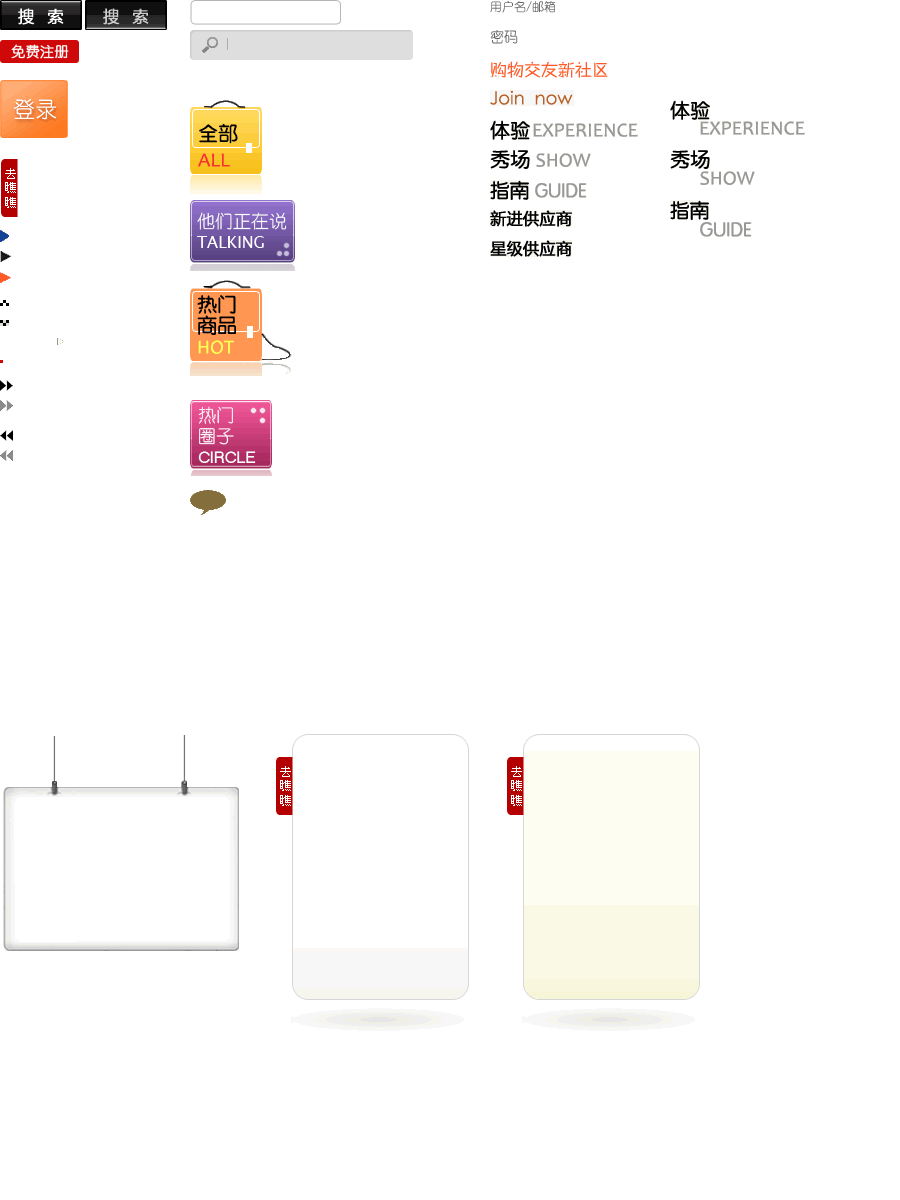 搜 索
搜 索
免费注册
登录
去
瞧
瞧
全部
ALL
他们正在说
TALKING
热门
商品
HOT
热门
圈子
CIRCLE
用户名/邮箱
密码
购物交友新社区
Join now
体验 EXPERIENCE
秀场 SHOW
指南 GUIDE
新进供应商
星级供应商
体验
EXPERIENCE
秀场
SHOW
指南
GUIDE
去
瞧
瞧
去
瞧
瞧